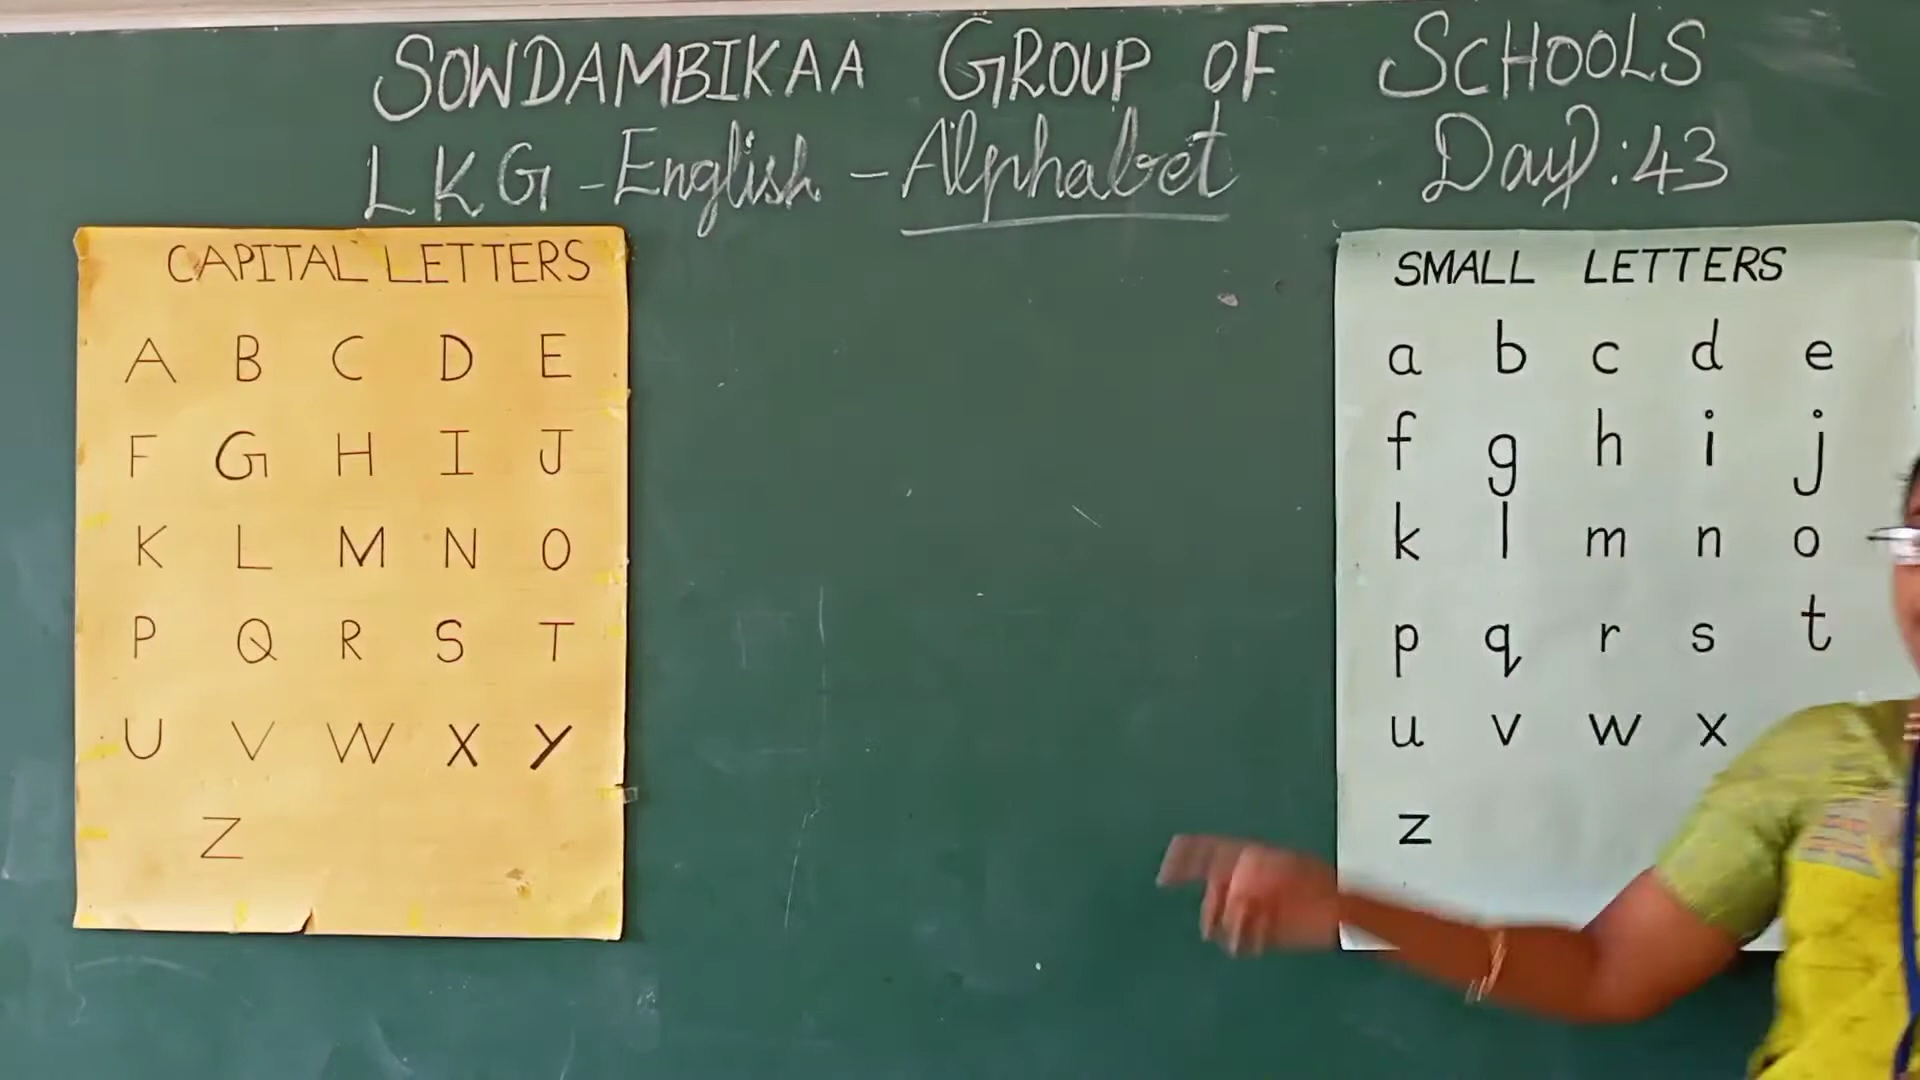 SOWDAMBIKAA GROUP OF SCHOOLS
LKG - English - Alphabet Day: 43
CAPITAL LETTERS
A B C D E
F G H I J
K L M N O
P Q R S T
U V W X Y
Z
SMALL LETTERS
a b c d e
f g h i j
k l m n o
p q r s t
u v w x
z